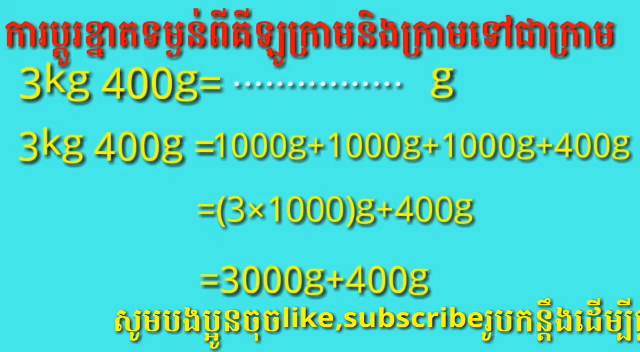 ការប្តូរខ្នាតទម្ងន់ពីគីឡូក្រាមនិងក្រាមទៅជាក្រាម
3kg 400g= ................ g
3kg 400g =1000g+1000g+1000g+400g
=(3×1000)g+400g
=3000g+400g
សូមបងប្អូនចុចlike,subscribeរូបកន្តឹងដើម្បី